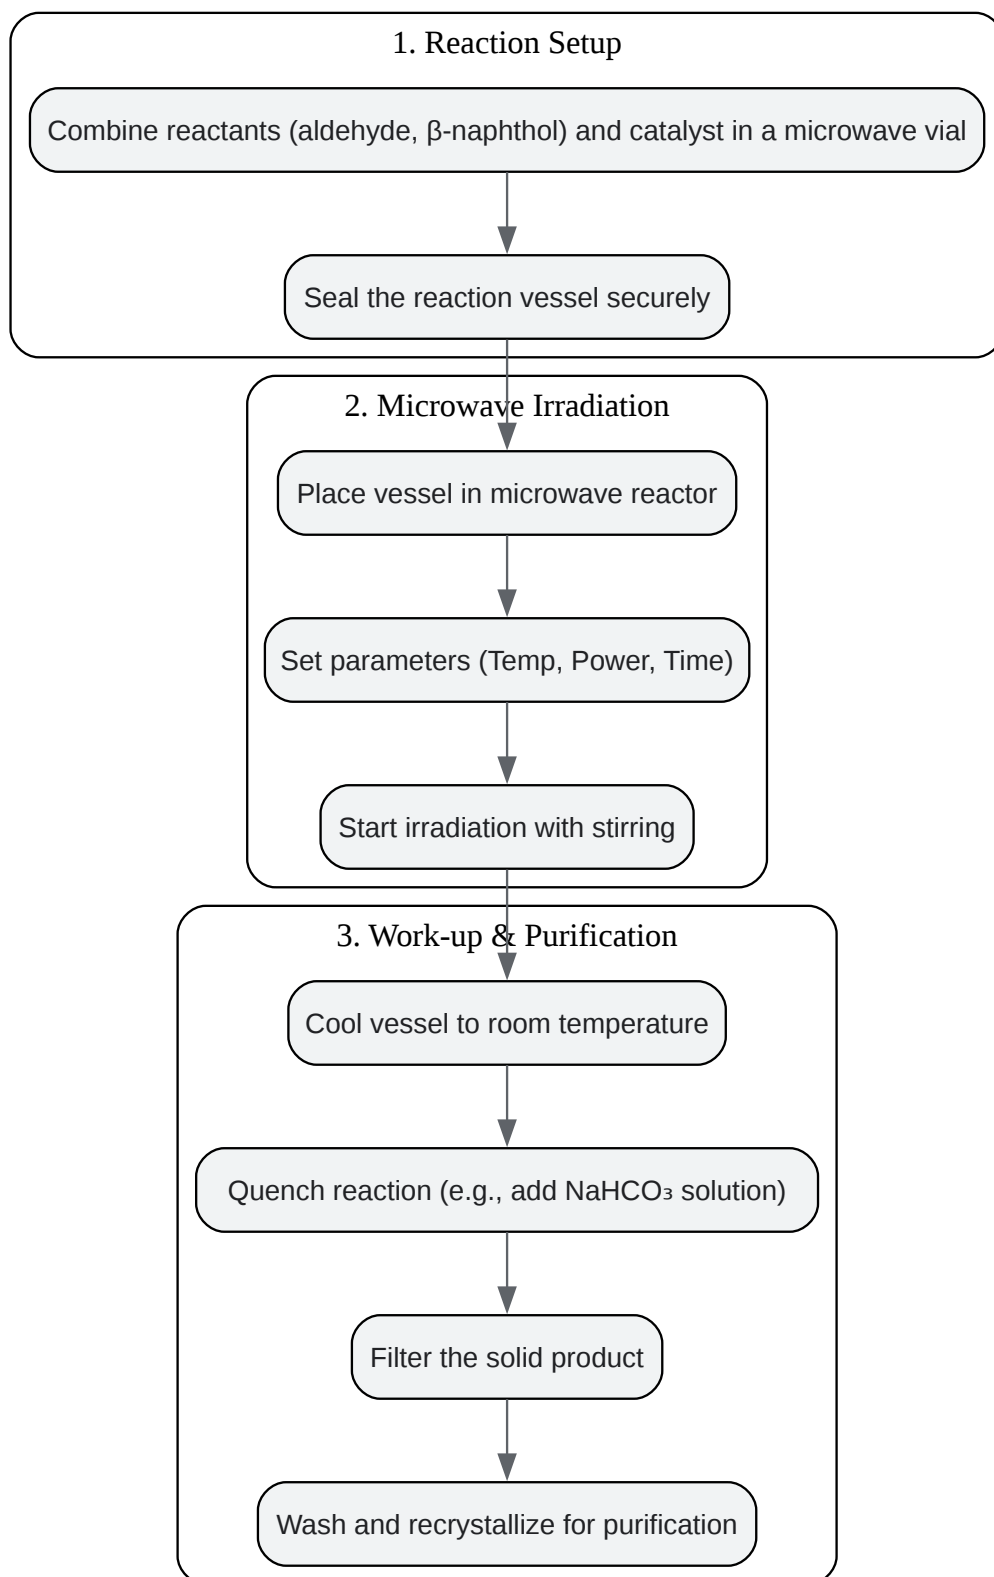 1. Reaction Setup
Combine reactants (aldehyde, β-naphthol) and catalyst in a microwave vial
Seal the reaction vessel securely
2. Microwave Irradiation
Place vessel in microwave reactor
Set parameters (Temp, Power, Time)
Start irradiation with stirring
3. Work-up & Purification
Cool vessel to room temperature
Quench reaction (e.g., add NaHCO₃ solution)
Filter the solid product
Wash and recrystallize for purification